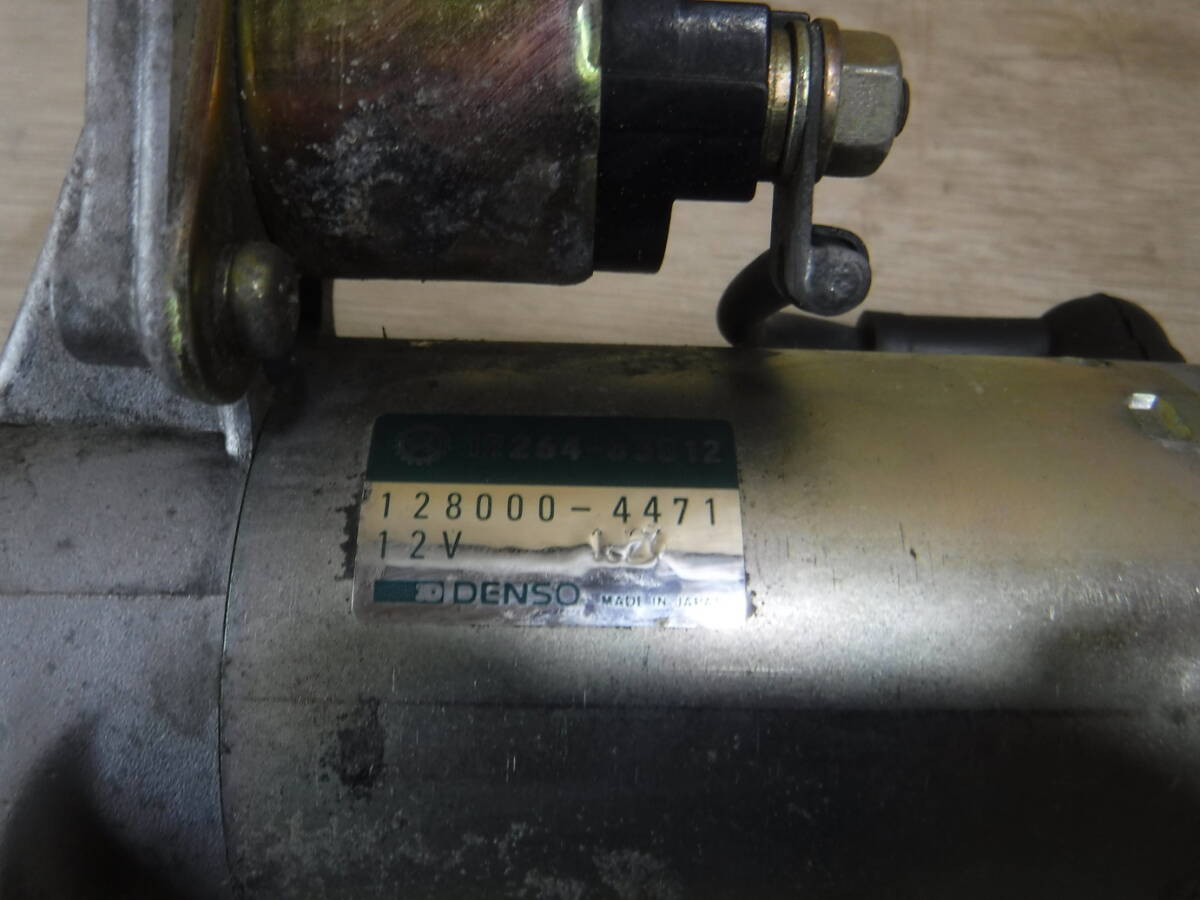 128000-4471
12V
DENSO MADE IN JAPAN